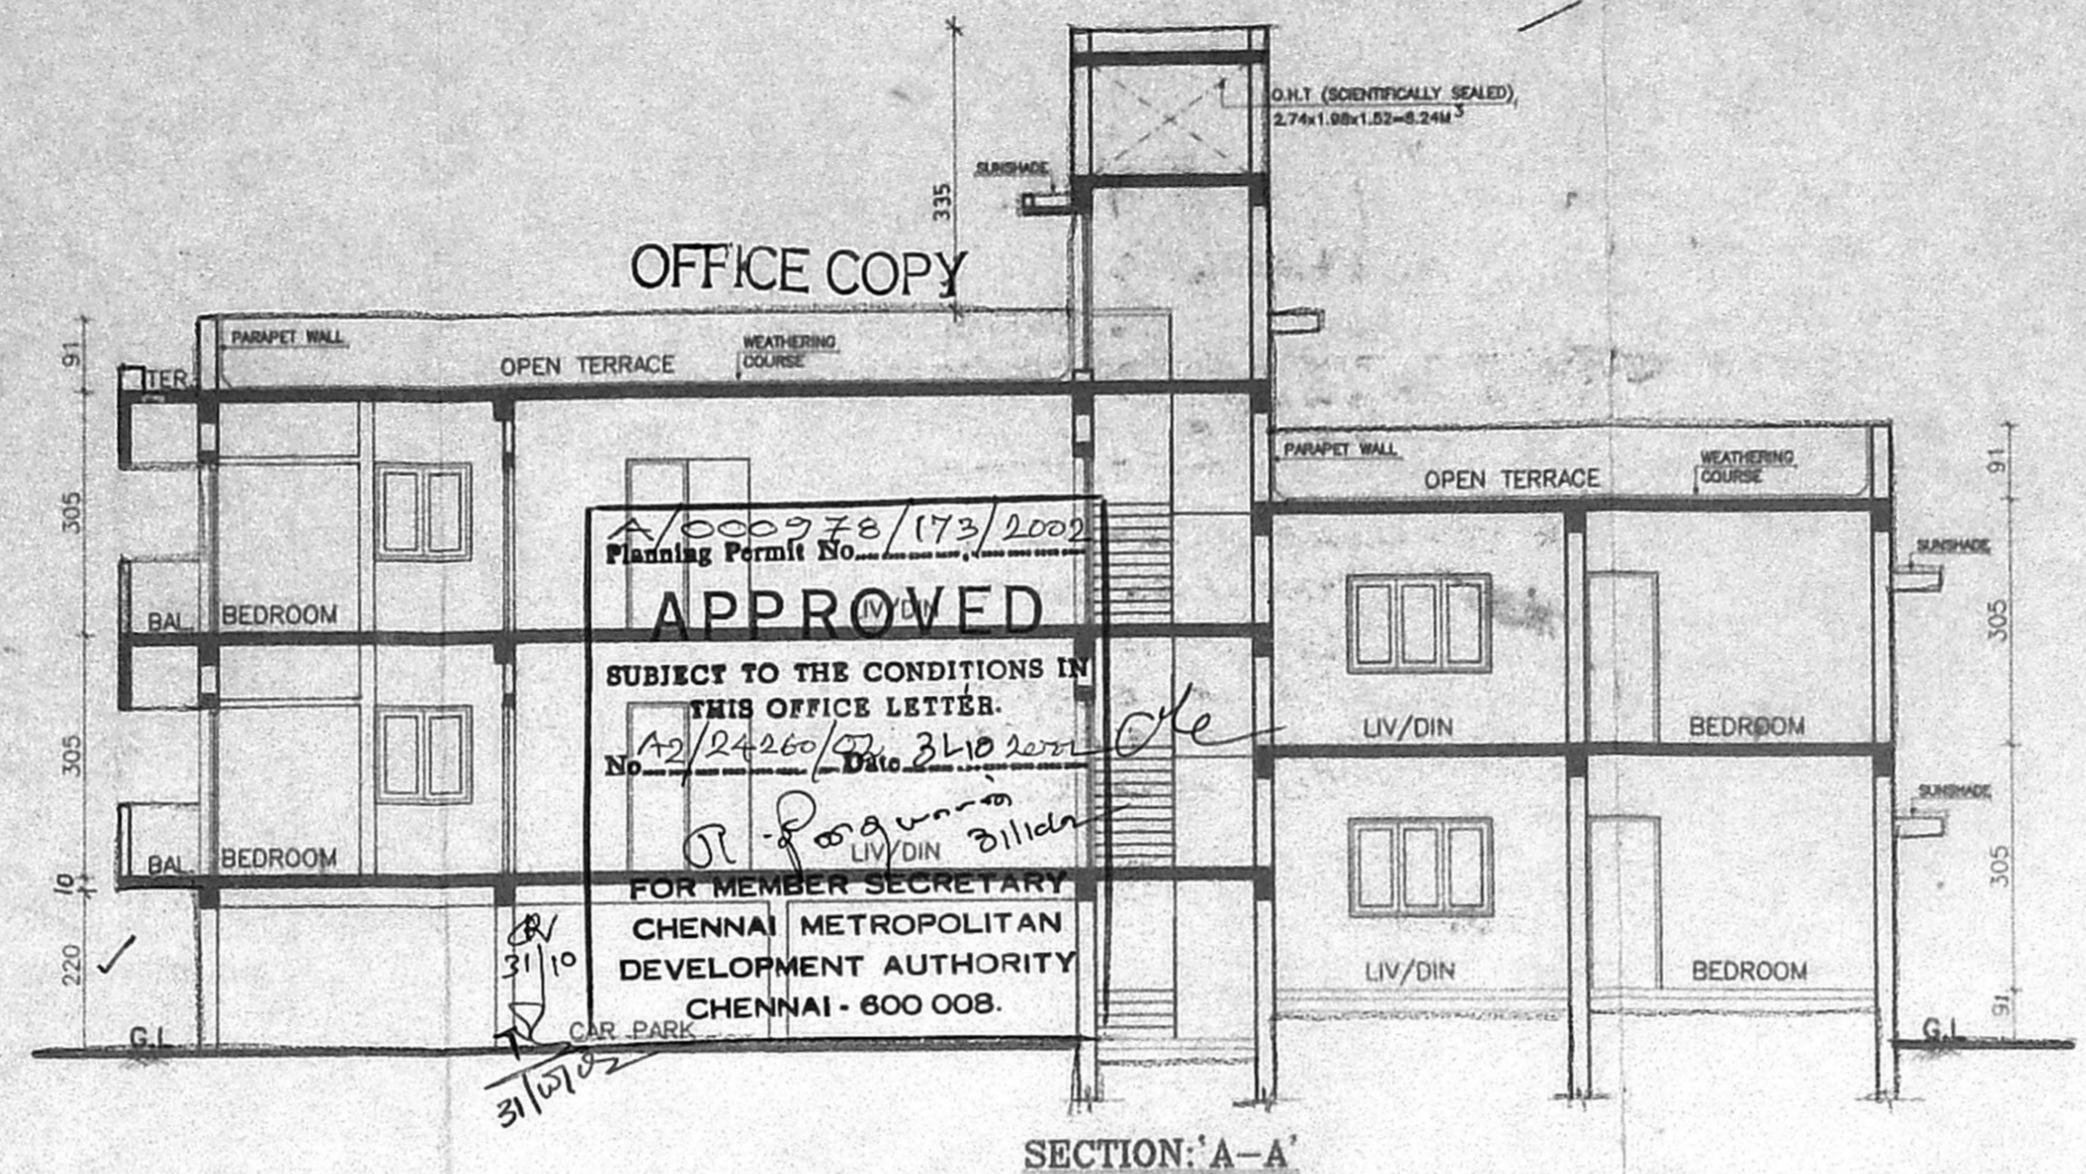 O.H.T (SCIENTIFICALLY SEALED),
2.74x1.98x1.52=8.24M3
SUNSHADE
335
OFFICE COPY
PARAPET WALL
OPEN TERRACE
WEATHERING
COURSE
91
TER.
PARAPET WALL
OPEN TERRACE
WEATHERING
COURSE
91
305
A/000978/173/2002
Planning Permit No.
APPROVED
LIV/DIN
BAL.
BEDROOM
SUNSHADE
305
SUBJECT TO THE CONDITIONS IN
THIS OFFICE LETTER.
No A2/24260/02 Date 31.10.2002
305
LIV/DIN
BEDROOM
SUNSHADE
LIV/DIN
BAL.
BEDROOM
305
10
FOR MEMBER SECRETARY
CHENNAI METROPOLITAN
DEVELOPMENT AUTHORITY
CHENNAI - 600 008.
31/10
220
LIV/DIN
BEDROOM
91
G.L
CAR PARK
G.L
31/10/02
SECTION: 'A-A'